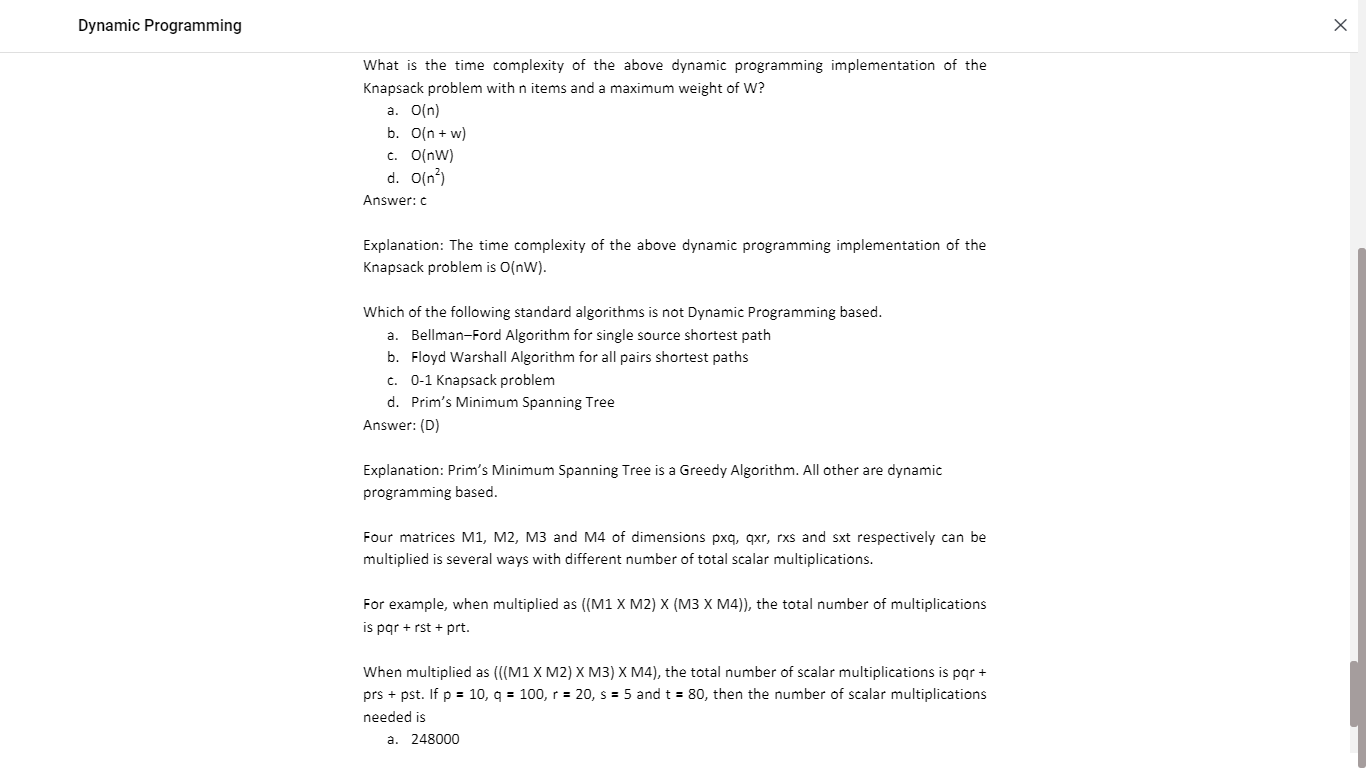 Dynamic Programming
What is the time complexity of the above dynamic programming implementation of the
Knapsack problem with n items and a maximum weight of W?
a. O(n)
b. O(n + w)
c. O(nW)
d. O(n²)
Answer: c
Explanation: The time complexity of the above dynamic programming implementation of the
Knapsack problem is O(nW).
Which of the following standard algorithms is not Dynamic Programming based.
a. Bellman–Ford Algorithm for single source shortest path
b. Floyd Warshall Algorithm for all pairs shortest paths
c. 0-1 Knapsack problem
d. Prim’s Minimum Spanning Tree
Answer: (D)
Explanation: Prim’s Minimum Spanning Tree is a Greedy Algorithm. All other are dynamic
programming based.
Four matrices M1, M2, M3 and M4 of dimensions pxq, qxr, rxs and sxt respectively can be
multiplied is several ways with different number of total scalar multiplications.
For example, when multiplied as ((M1 X M2) X (M3 X M4)), the total number of multiplications
is pqr + rst + prt.
When multiplied as (((M1 X M2) X M3) X M4), the total number of scalar multiplications is pqr +
prs + pst. If p = 10, q = 100, r = 20, s = 5 and t = 80, then the number of scalar multiplications
needed is
a. 248000